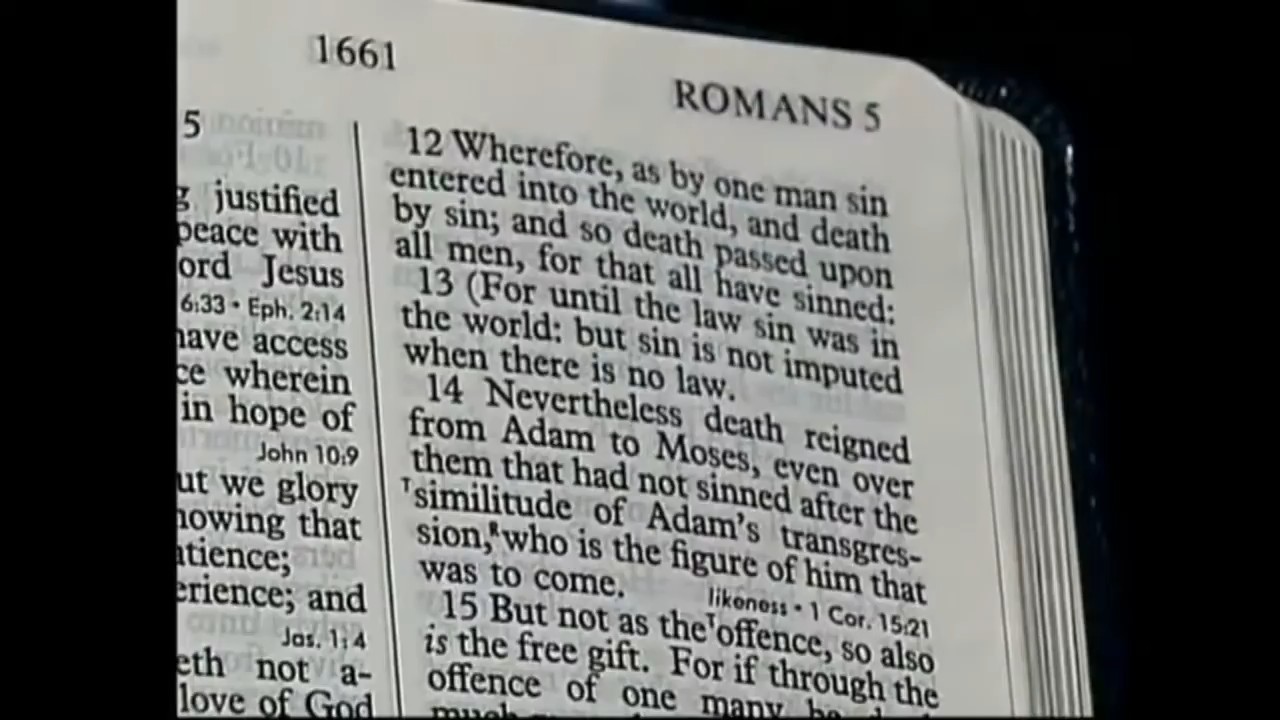 1661
ROMANS 5
5
justified
peace with
ord Jesus
6:33 • Eph. 2:14
have access
ce wherein
in hope of
John 10:9
ut we glory
nowing that
atience;
erience; and
Jas. 1:4
eth not a-
love of God
12 Wherefore, as by one man sin
entered into the world, and death
by sin; and so death passed upon
all men, for that all have sinned:
13 (For until the law sin was in
the world: but sin is not imputed
when there is no law.
14 Nevertheless death reigned
from Adam to Moses, even over
them that had not sinned after the
ᵀsimilitude of Adam's transgres-
sion,ᴿwho is the figure of him that
was to come.
likeness • 1 Cor. 15:21
15 But not as theᵀoffence, so also
is the free gift. For if through the
offence of one many be
much